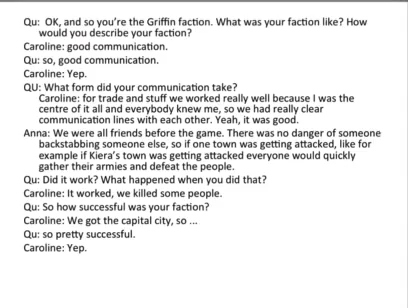 Qu:  OK, and so you're the Griffin faction. What was your faction like? How
would you describe your faction?
Caroline: good communication.
Qu: so, good communication.
Caroline: Yep.
QU: What form did your communication take?
Caroline: for trade and stuff we worked really well because I was the
centre of it all and everybody knew me, so we had really clear
communication lines with each other. Yeah, it was good.
Anna: We were all friends before the game. There was no danger of someone
backstabbing someone else, so if one town was getting attacked, like for
example if Kiera's town was getting attacked everyone would quickly
gather their armies and defeat the people.
Qu: Did it work? What happened when you did that?
Caroline: It worked, we killed some people.
Qu: So how successful was your faction?
Caroline: We got the capital city, so ...
Qu: so pretty successful.
Caroline: Yep.